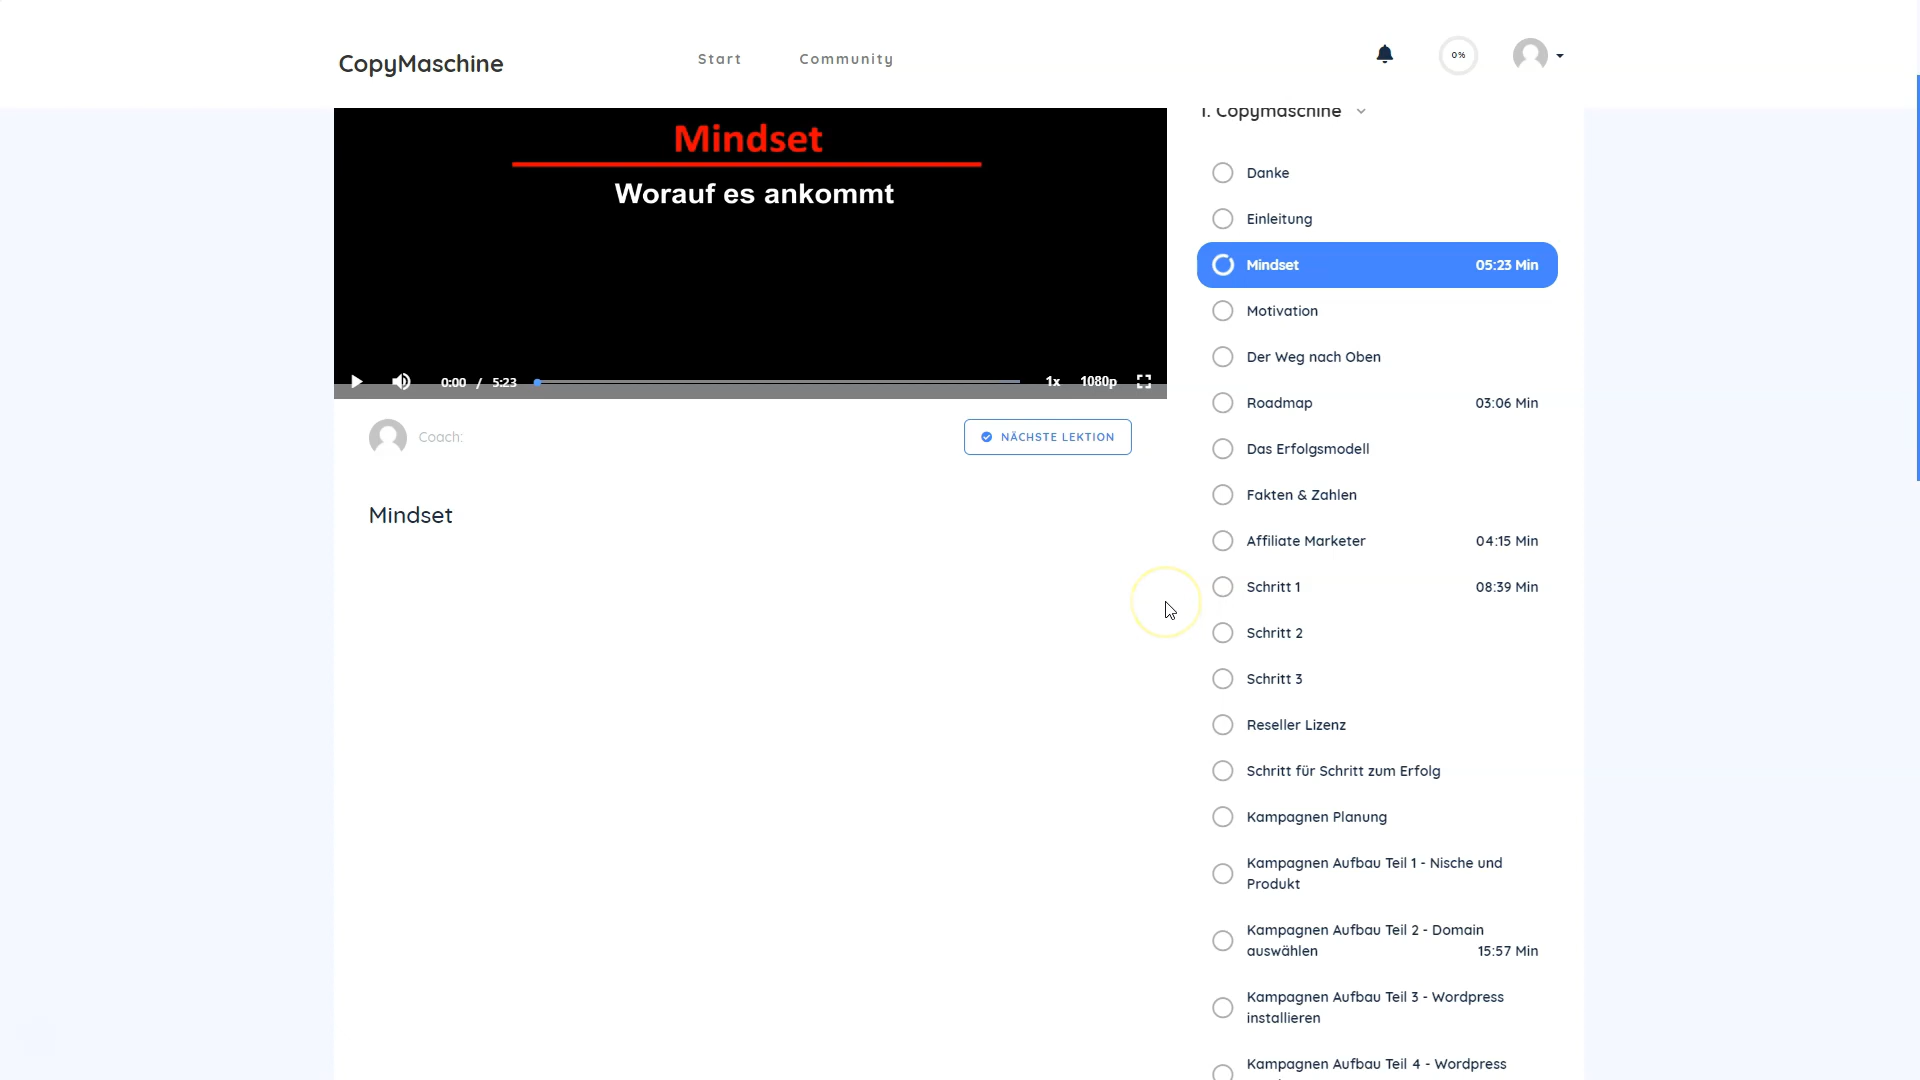 CopyMaschine
Start
Community
0%
Mindset
Worauf es ankommt
0:00 / 5:23
1x
1080p
Coach:
NÄCHSTE LEKTION
Mindset
1. Copymaschine
Danke
Einleitung
Mindset 05:23 Min
Motivation
Der Weg nach Oben
Roadmap 03:06 Min
Das Erfolgsmodell
Fakten & Zahlen
Affiliate Marketer 04:15 Min
Schritt 1 08:39 Min
Schritt 2
Schritt 3
Reseller Lizenz
Schritt für Schritt zum Erfolg
Kampagnen Planung
Kampagnen Aufbau Teil 1 - Nische und
Produkt
Kampagnen Aufbau Teil 2 - Domain
auswählen 15:57 Min
Kampagnen Aufbau Teil 3 - Wordpress
installieren
Kampagnen Aufbau Teil 4 - Wordpress